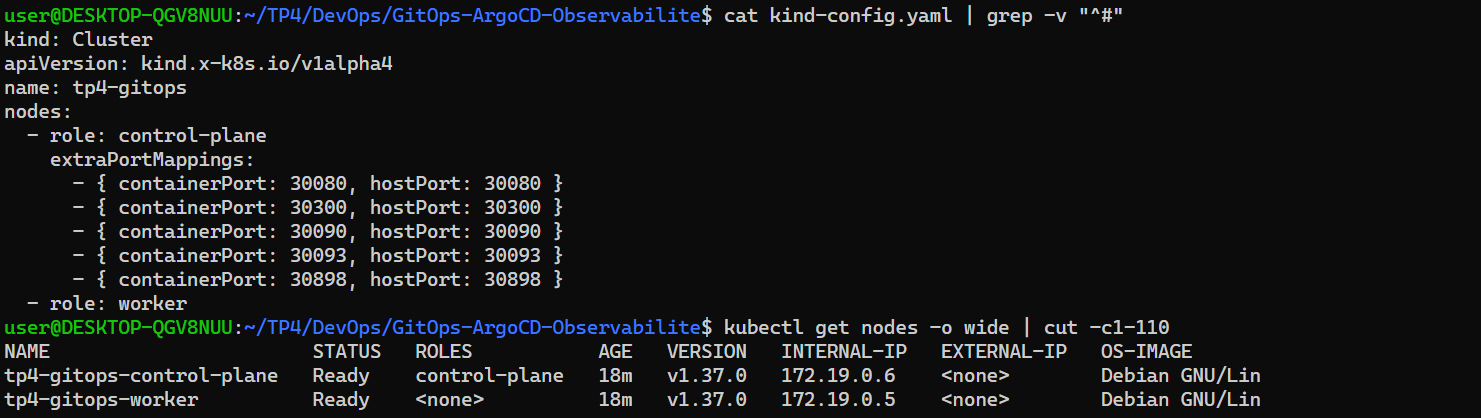 user@DESKTOP-QGV8NUU:~/TP4/DevOps/GitOps-ArgoCD-Observabilite$ cat kind-config.yaml | grep -v "^#"
kind: Cluster
apiVersion: kind.x-k8s.io/v1alpha4
name: tp4-gitops
nodes:
  - role: control-plane
    extraPortMappings:
      - { containerPort: 30080, hostPort: 30080 }
      - { containerPort: 30300, hostPort: 30300 }
      - { containerPort: 30090, hostPort: 30090 }
      - { containerPort: 30093, hostPort: 30093 }
      - { containerPort: 30898, hostPort: 30898 }
  - role: worker
user@DESKTOP-QGV8NUU:~/TP4/DevOps/GitOps-ArgoCD-Observabilite$ kubectl get nodes -o wide | cut -c1-110
NAME                       STATUS   ROLES           AGE   VERSION   INTERNAL-IP   EXTERNAL-IP   OS-IMAGE
tp4-gitops-control-plane   Ready    control-plane   18m   v1.37.0   172.19.0.6    <none>        Debian GNU/Lin
tp4-gitops-worker          Ready    <none>          18m   v1.37.0   172.19.0.5    <none>        Debian GNU/Lin